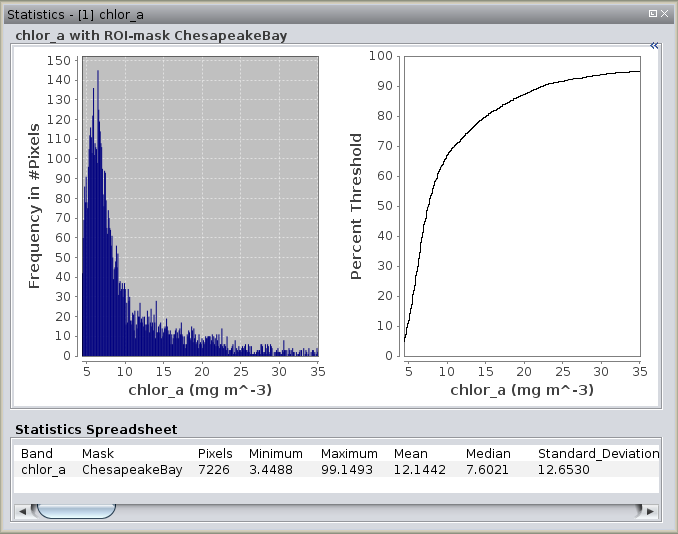 Statistics - [1] chlor_a
chlor_a with ROI-mask ChesapeakeBay
«
150
140
130
120
110
100
90
80
70
60
50
40
30
20
10
0
Frequency in #Pixels
5 10 15 20 25 30 35
chlor_a (mg m^-3)
100
90
80
70
60
50
40
30
20
10
0
Percent Threshold
5 10 15 20 25 30 35
chlor_a (mg m^-3)
Statistics Spreadsheet
Band Mask Pixels Minimum Maximum Mean Median Standard_Deviation
chlor_a ChesapeakeBay 7226 3.4488 99.1493 12.1442 7.6021 12.6530